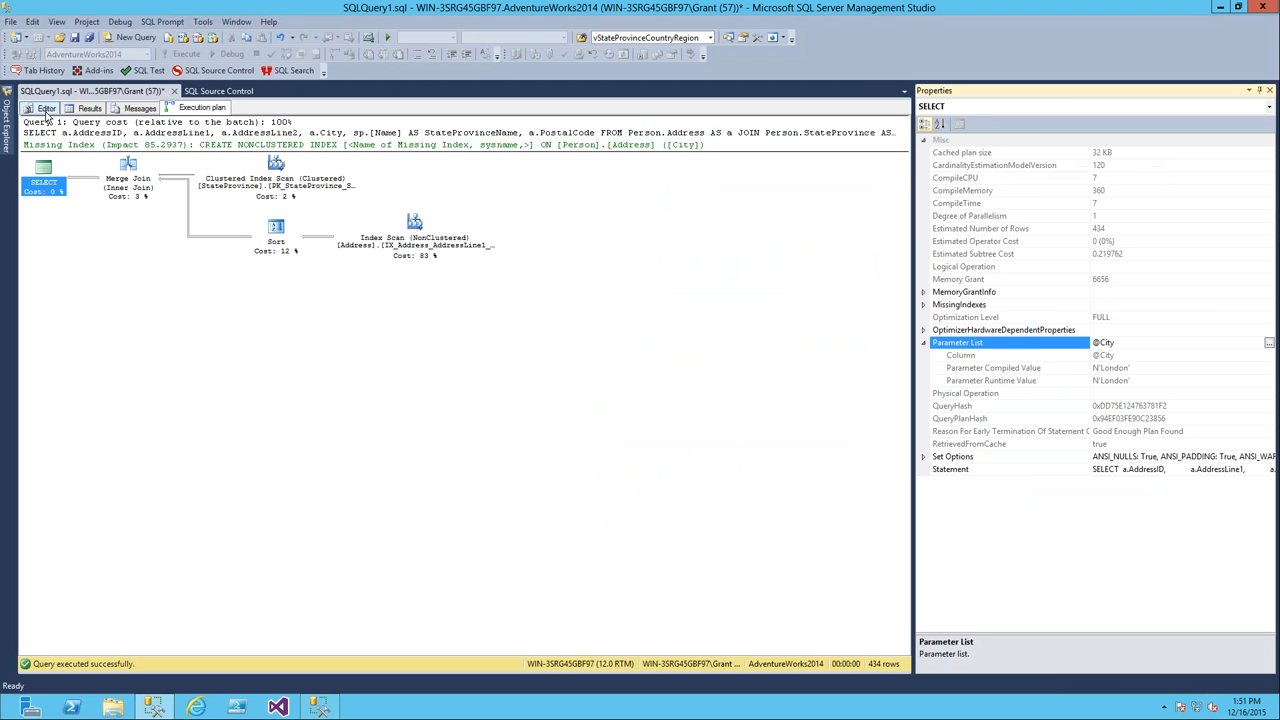 SQLQuery1.sql - WIN-3SRG45GBF97.AdventureWorks2014 (WIN-3SRG45GBF97\Grant (57))* - Microsoft SQL Server Management Studio
File Edit View Project Debug SQL Prompt Tools Window Help
New Query vStateProvinceCountryRegion
AdventureWorks2014 Execute Debug
Tab History Add-ins SQL Test SQL Source Control SQL Search
SQLQuery1.sql - W...5GBF97\Grant (57))* SQL Source Control
Editor Results Messages Execution plan
Query 1: Query cost (relative to the batch): 100%
SELECT a.AddressID, a.AddressLine1, a.AddressLine2, a.City, sp.[Name] AS StateProvinceName, a.PostalCode FROM Person.Address AS a JOIN Person.StateProvince AS...
Missing Index (Impact 85.2937): CREATE NONCLUSTERED INDEX [<Name of Missing Index, sysname,>] ON [Person].[Address] ([City])
SELECT
Cost: 0 %
Merge Join
(Inner Join)
Cost: 3 %
Clustered Index Scan (Clustered)
[StateProvince].[PK_StateProvince_S...
Cost: 2 %
Sort
Cost: 12 %
Index Scan (NonClustered)
[Address].[IX_Address_AddressLine1_...
Cost: 83 %
Object Explorer
Properties
SELECT
Misc
Cached plan size 32 KB
CardinalityEstimationModelVersion 120
CompileCPU 7
CompileMemory 360
CompileTime 7
Degree of Parallelism 1
Estimated Number of Rows 434
Estimated Operator Cost 0 (0%)
Estimated Subtree Cost 0.219762
Logical Operation
Memory Grant 6656
MemoryGrantInfo
MissingIndexes
Optimization Level FULL
OptimizerHardwareDependentProperties
Parameter List @City
Column @City
Parameter Compiled Value N'London'
Parameter Runtime Value N'London'
Physical Operation
QueryHash 0xDD75E124763781F2
QueryPlanHash 0x94EF03FE90C23856
Reason For Early Termination Of Statement O Good Enough Plan Found
RetrievedFromCache true
Set Options ANSI_NULLS: True, ANSI_PADDING: True, ANSI_WAR
Statement SELECT a.AddressID, a.AddressLine1, a.
Parameter List
Parameter list.
Query executed successfully. WIN-3SRG45GBF97 (12.0 RTM) WIN-3SRG45GBF97\Grant ... AdventureWorks2014 00:00:00 434 rows
Ready
1:51 PM
12/16/2015